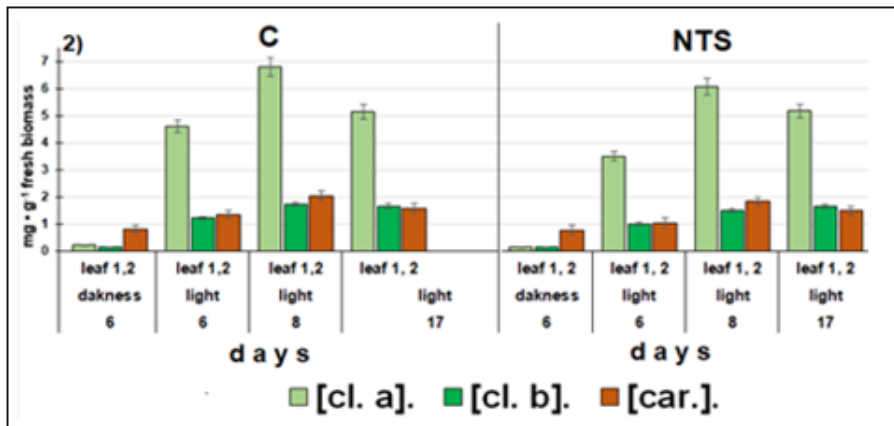 2)
C
NTS
mg • g⁻¹ fresh biomass
7
6
5
4
3
2
1
0
leaf 1,2 leaf 1,2 leaf 1,2 leaf 1, 2 leaf 1, 2 leaf 1, 2 leaf 1, 2 leaf 1, 2
dakness light light light dakness light light light
6 6 8 17 6 6 8 17
days days
[cl. a]. [cl. b]. [car.].